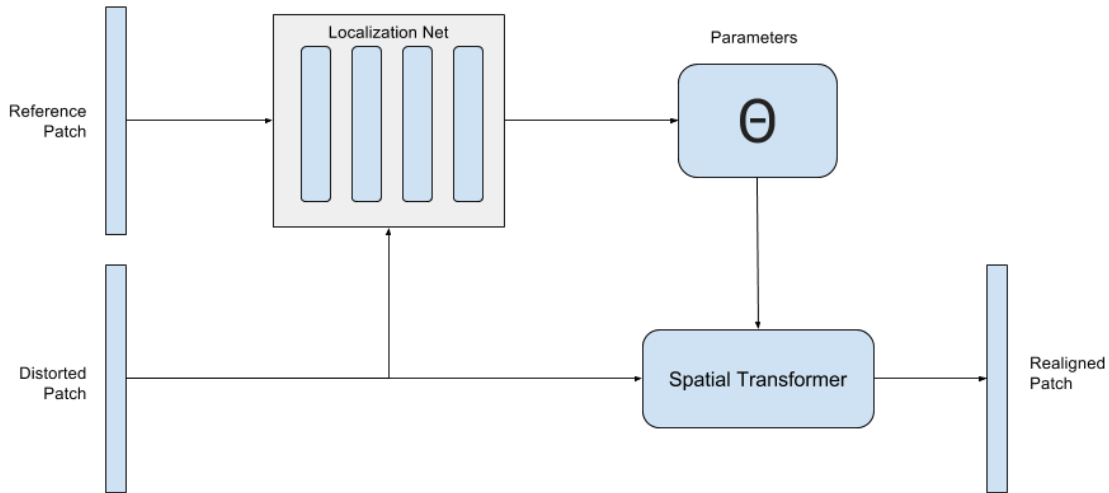 Localization Net
Parameters
Reference
Patch
Θ
Distorted
Patch
Spatial Transformer
Realigned
Patch